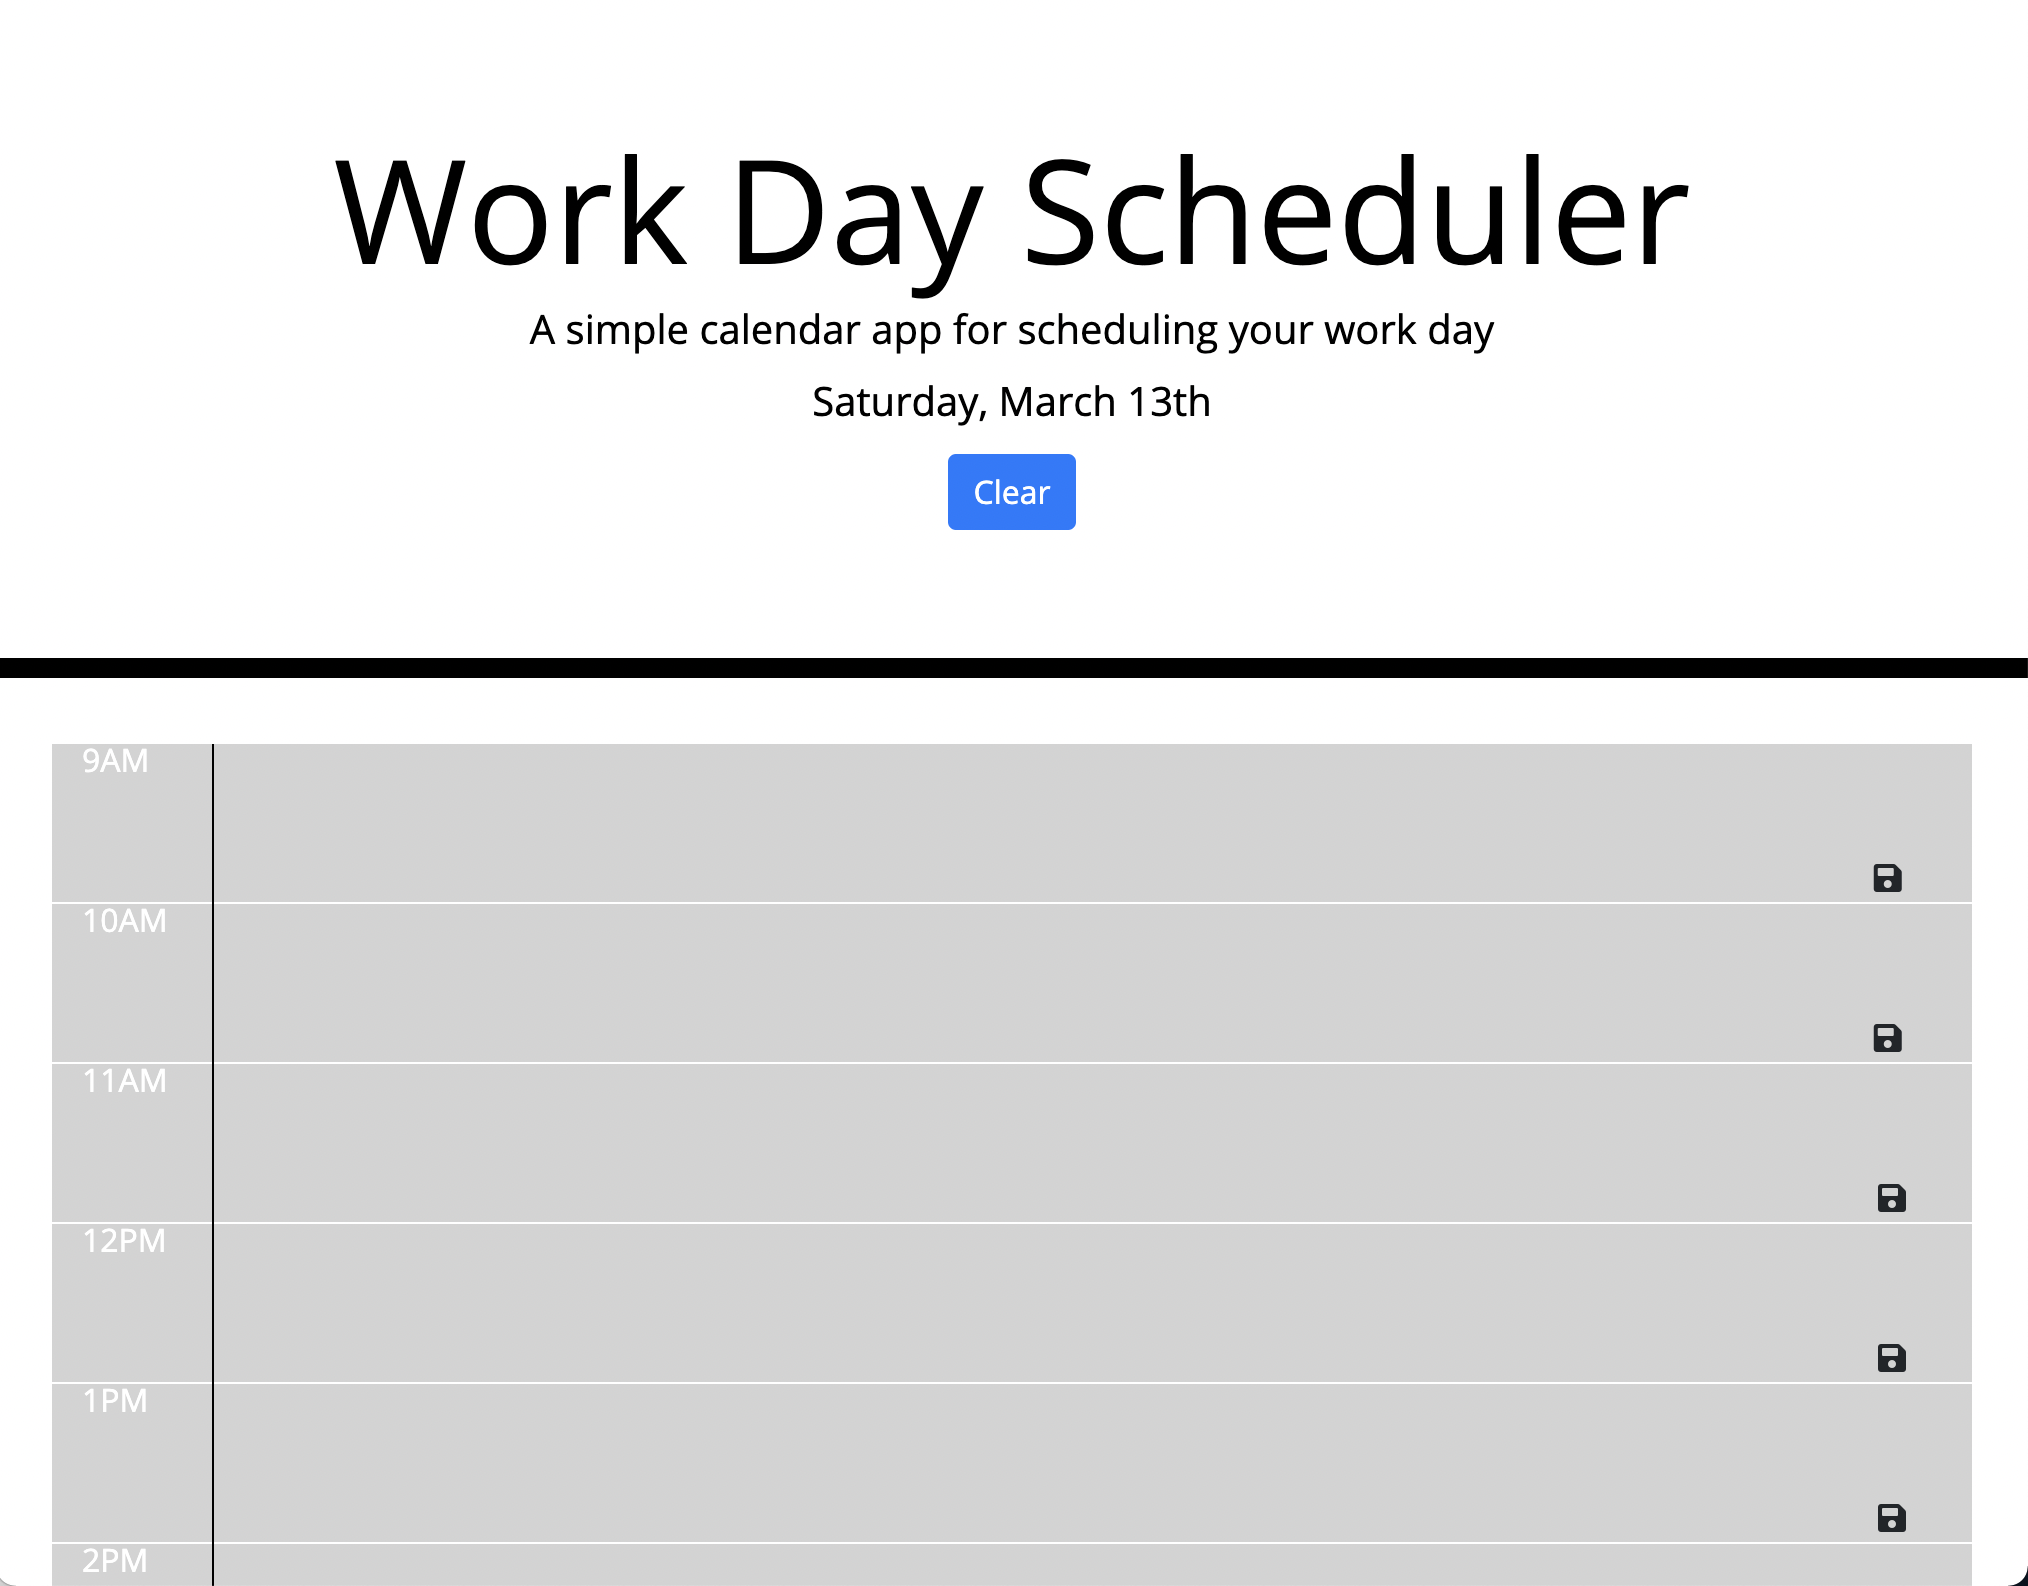 Work Day Scheduler
A simple calendar app for scheduling your work day
Saturday, March 13th
Clear
9AM
10AM
11AM
12PM
1PM
2PM